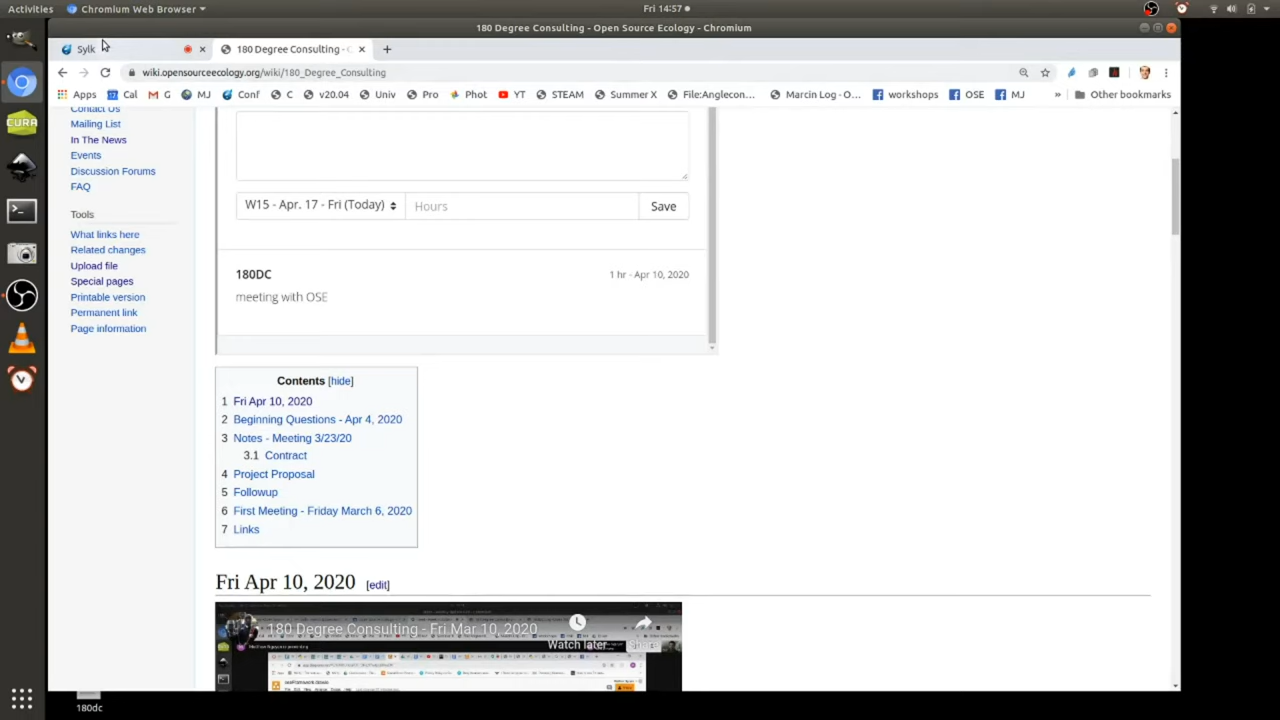 Activities Chromium Web Browser Fri 14:57
180 Degree Consulting - Open Source Ecology - Chromium
Sylk 180 Degree Consulting - C
wiki.opensourceecology.org/wiki/180_Degree_Consulting
Apps Cal G MJ Conf C v20.04 Univ Pro Phot YT STEAM Summer X File:Anglecon... Marcin Log - O... workshops OSE MJ » Other bookmarks
Contact Us
Mailing List
In The News
Events
Discussion Forums
FAQ
Tools
What links here
Related changes
Upload file
Special pages
Printable version
Permanent link
Page information
W15 - Apr. 17 - Fri (Today) Hours Save
180DC 1 hr - Apr 10, 2020
meeting with OSE
Contents [hide]
1 Fri Apr 10, 2020
2 Beginning Questions - Apr 4, 2020
3 Notes - Meeting 3/23/20
3.1 Contract
4 Project Proposal
5 Followup
6 First Meeting - Friday March 6, 2020
7 Links
Fri Apr 10, 2020 [edit]
180 Degree Consulting - Fri Mar 10, 2020
Watch later
CURA
180dc